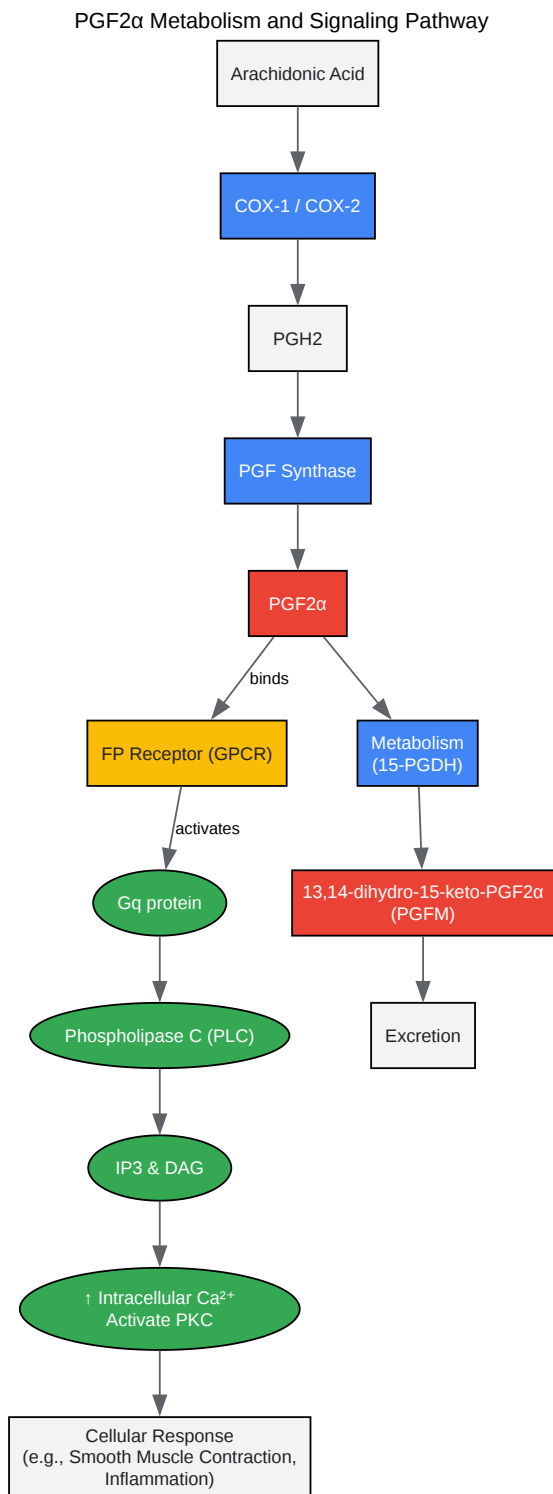 PGF2α Metabolism and Signaling Pathway
Arachidonic Acid
COX-1 / COX-2
PGH2
PGF Synthase
PGF2α
binds
FP Receptor (GPCR)
Metabolism
(15-PGDH)
activates
Gq protein
13,14-dihydro-15-keto-PGF2α
(PGFM)
Phospholipase C (PLC)
Excretion
IP3 & DAG
↑ Intracellular Ca²⁺
Activate PKC
Cellular Response
(e.g., Smooth Muscle Contraction,
Inflammation)